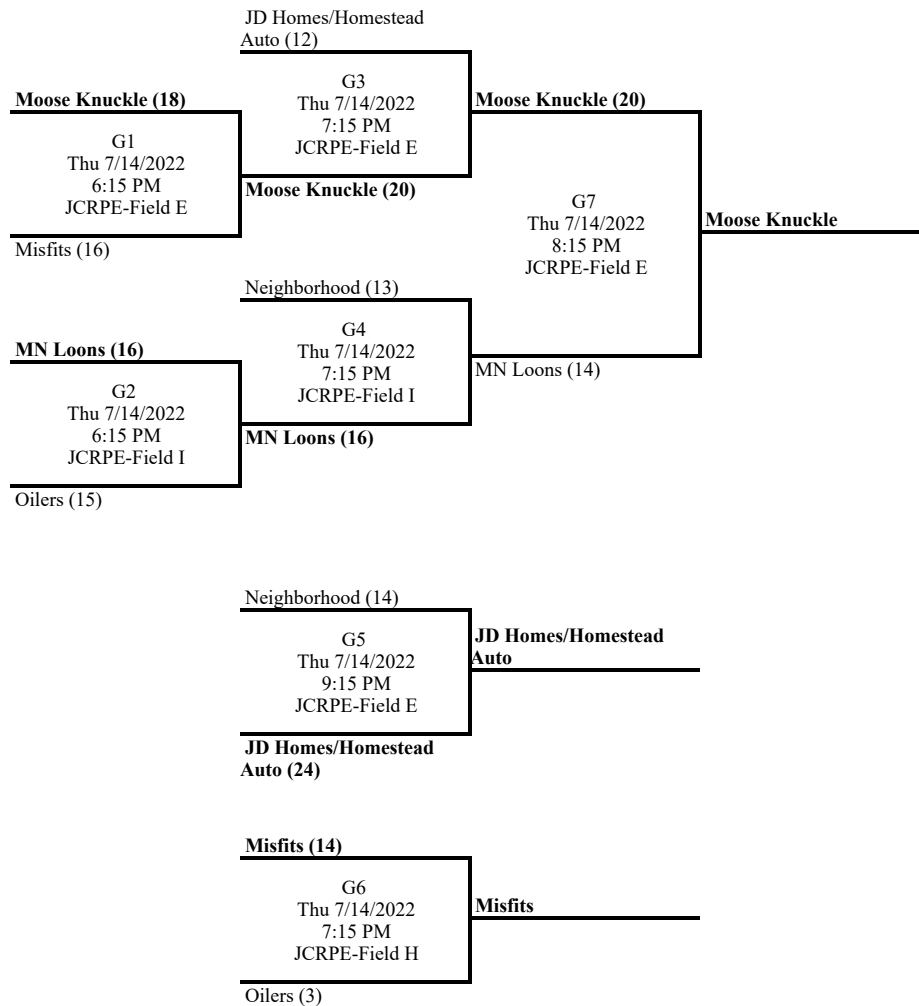 JD Homes/Homestead
Auto (12)
G3
Thu 7/14/2022
7:15 PM
JCRPE-Field E
Moose Knuckle (20)
Moose Knuckle (18)
G1
Thu 7/14/2022
6:15 PM
JCRPE-Field E
Misfits (16)
Moose Knuckle (20)
G7
Thu 7/14/2022
8:15 PM
JCRPE-Field E
Moose Knuckle
Neighborhood (13)
G4
Thu 7/14/2022
7:15 PM
JCRPE-Field I
MN Loons (16)
MN Loons (14)
MN Loons (16)
G2
Thu 7/14/2022
6:15 PM
JCRPE-Field I
Oilers (15)
Neighborhood (14)
G5
Thu 7/14/2022
9:15 PM
JCRPE-Field E
JD Homes/Homestead
Auto (24)
JD Homes/Homestead
Auto
Misfits (14)
G6
Thu 7/14/2022
7:15 PM
JCRPE-Field H
Oilers (3)
Misfits